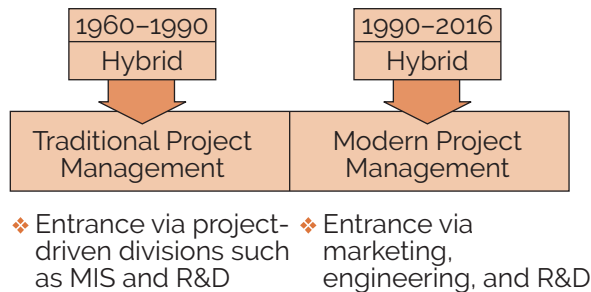 1960–1990
Hybrid
1990–2016
Hybrid
Traditional Project
Management
Modern Project
Management
❖ Entrance via project-
driven divisions such
as MIS and R&D
❖ Entrance via
marketing,
engineering, and R&D